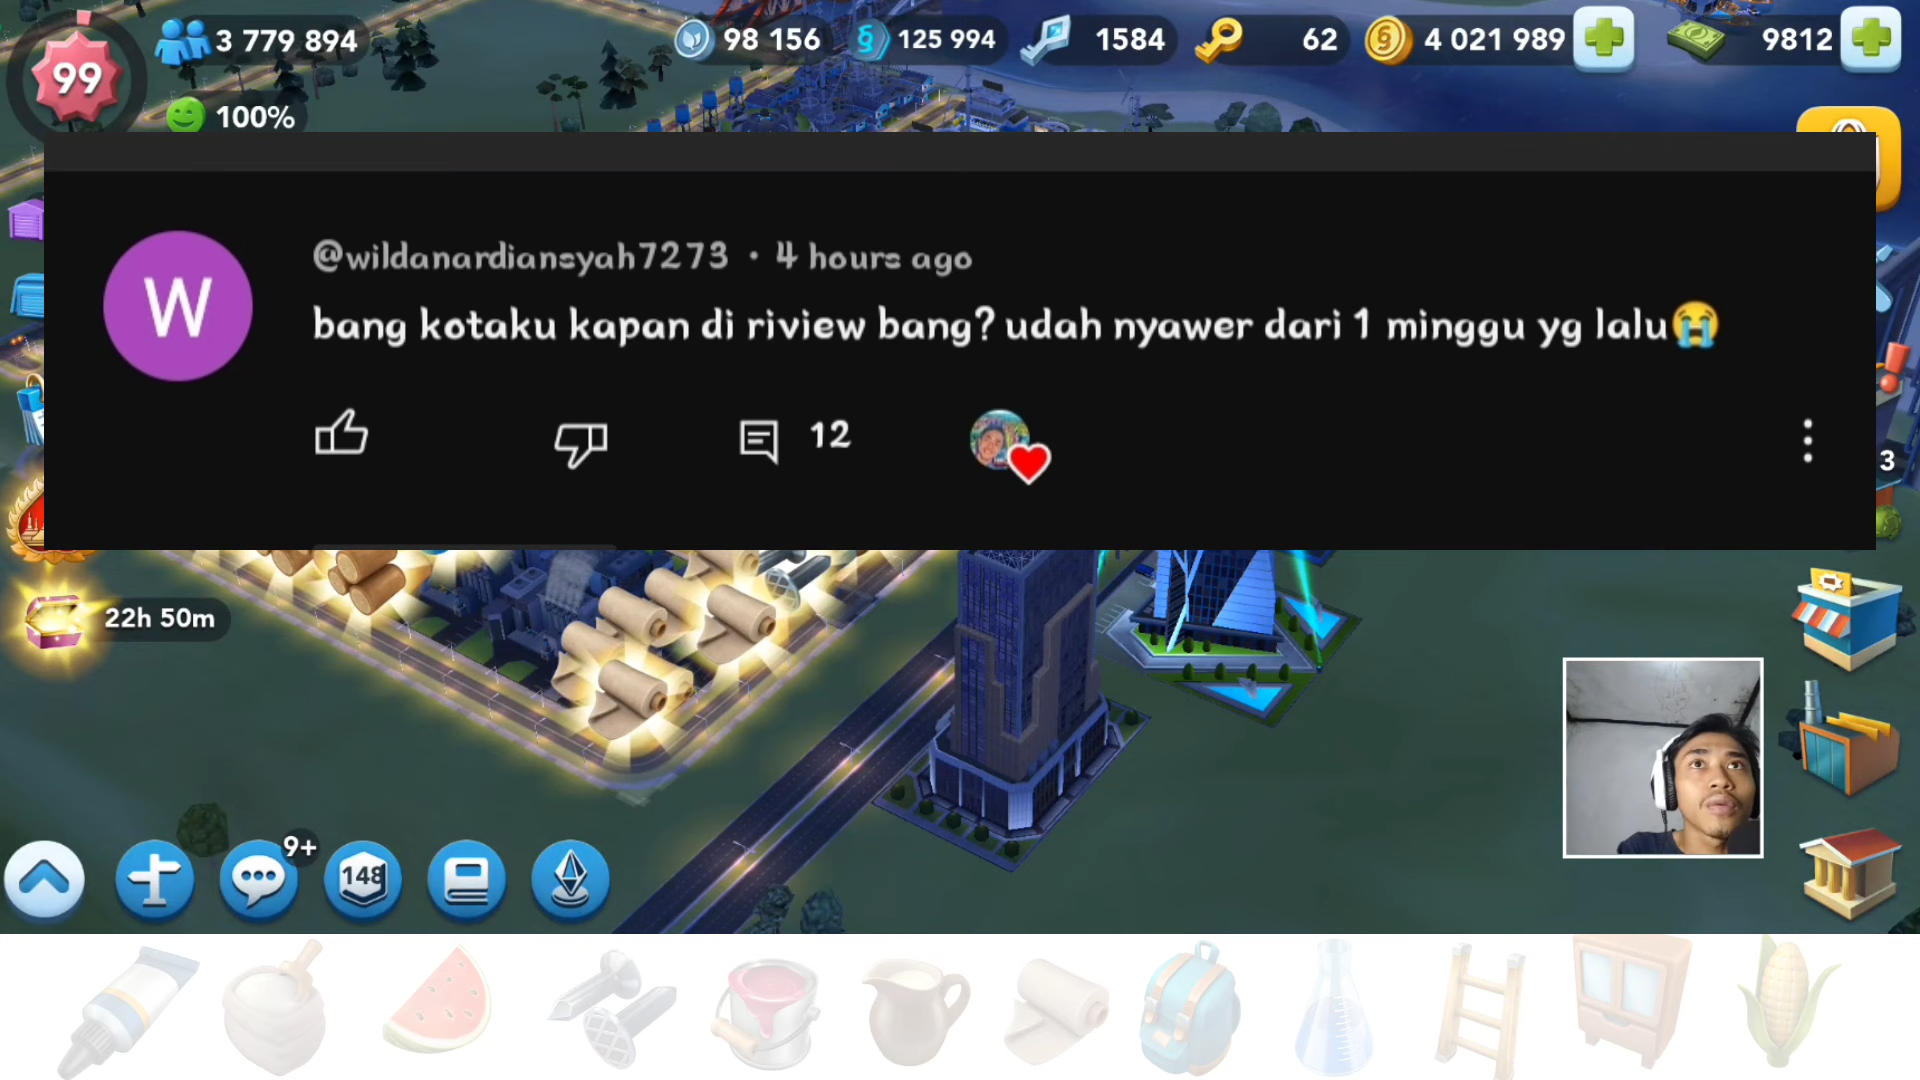 99
3 779 894
98 156
125 994
1584
62
4 021 989
9812
100%
W
@wildanardiansyah7273 · 4 hours ago
bang kotaku kapan di riview bang? udah nyawer dari 1 minggu yg lalu😭
12
3
22h 50m
9+
148